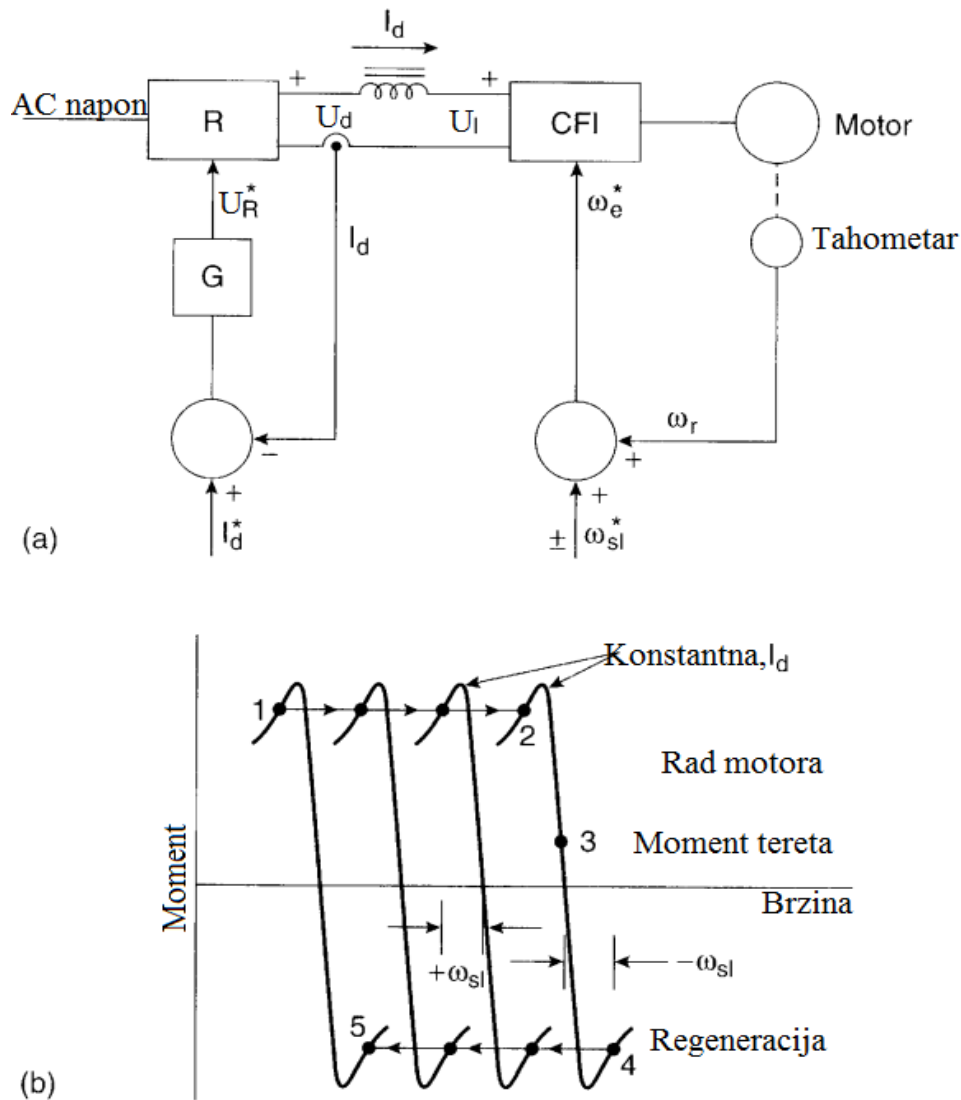 I_d
+ +
AC napon R U_d U_I CFI Motor
U_R^* ω_e^*
Tahometar
I_d
G
ω_r
− +
+ +
(a) I_d^* ± ω_sl^*
Konstantna,I_d
1 2
Rad motora
3 Moment tereta
Moment
Brzina
+ω_sl −ω_sl
5 Regeneracija
4
(b)